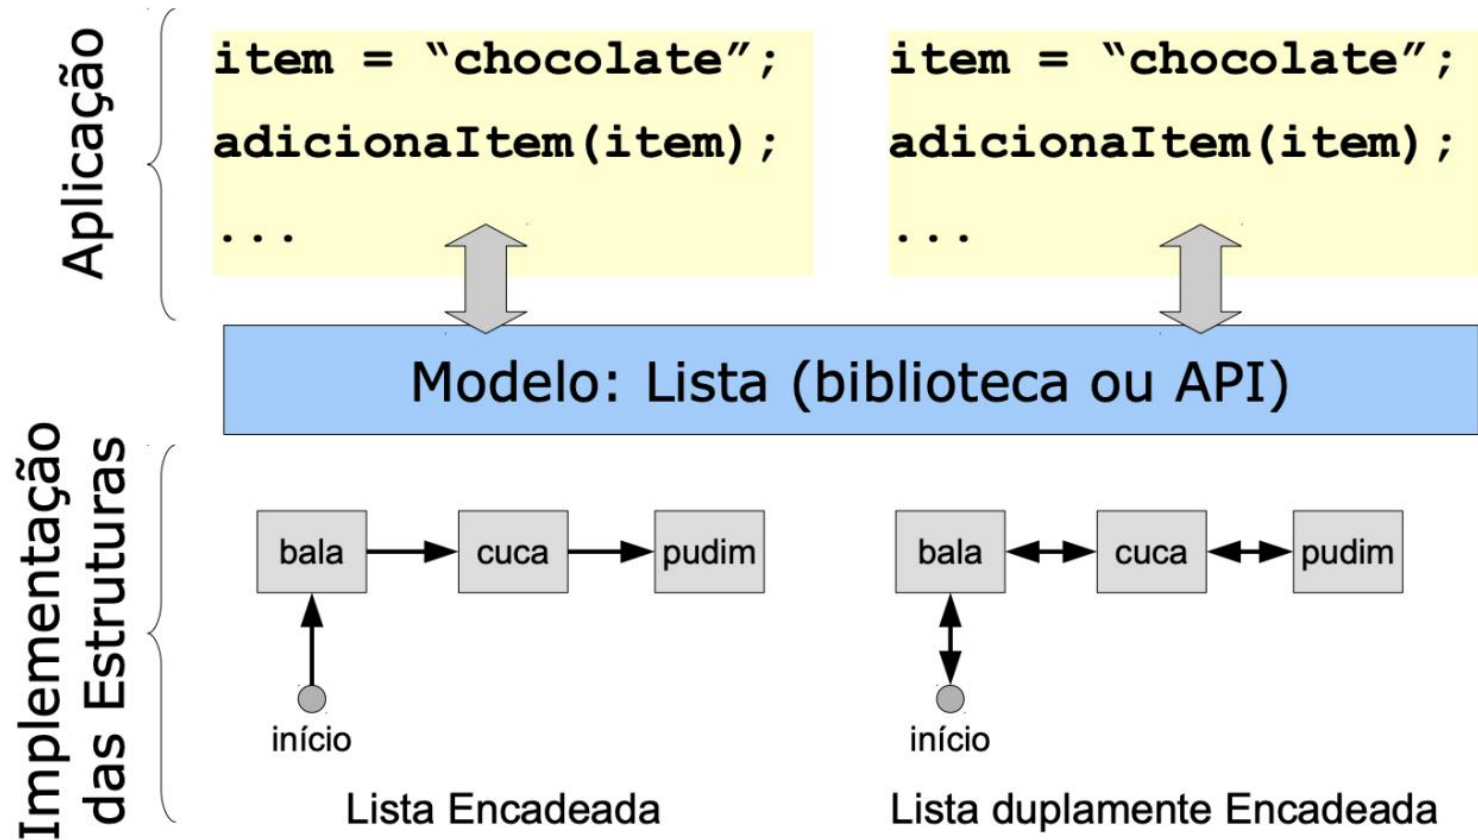 Aplicação
item = “chocolate”;
adicionaItem(item);
...
item = “chocolate”;
adicionaItem(item);
...
Modelo: Lista (biblioteca ou API)
Implementação
das Estruturas
bala
cuca
pudim
início
Lista Encadeada
bala
cuca
pudim
início
Lista duplamente Encadeada